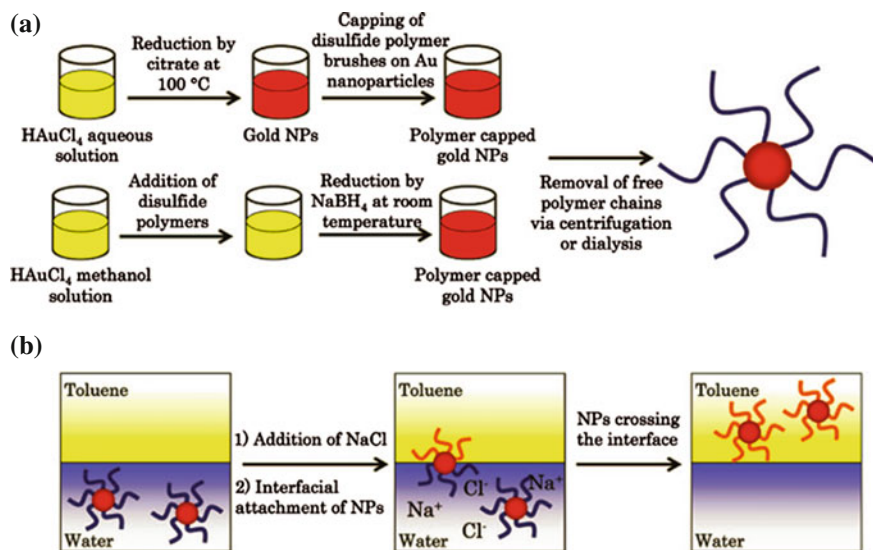 (a)
Reduction by
citrate at
100 °C
Capping of
disulfide polymer
brushes on Au
nanoparticles
HAuCl₄ aqueous
solution
Gold NPs
Polymer capped
gold NPs
Addition of
disulfide
polymers
Reduction by
NaBH₄ at room
temperature
HAuCl₄ methanol
solution
Polymer capped
gold NPs
Removal of free
polymer chains
via centrifugation
or dialysis
(b)
Toluene
Water
1) Addition of NaCl
2) Interfacial
attachment of NPs
Toluene
Cl⁻
Na⁺
Na⁺
Cl⁻
Water
NPs crossing
the interface
Toluene
Water